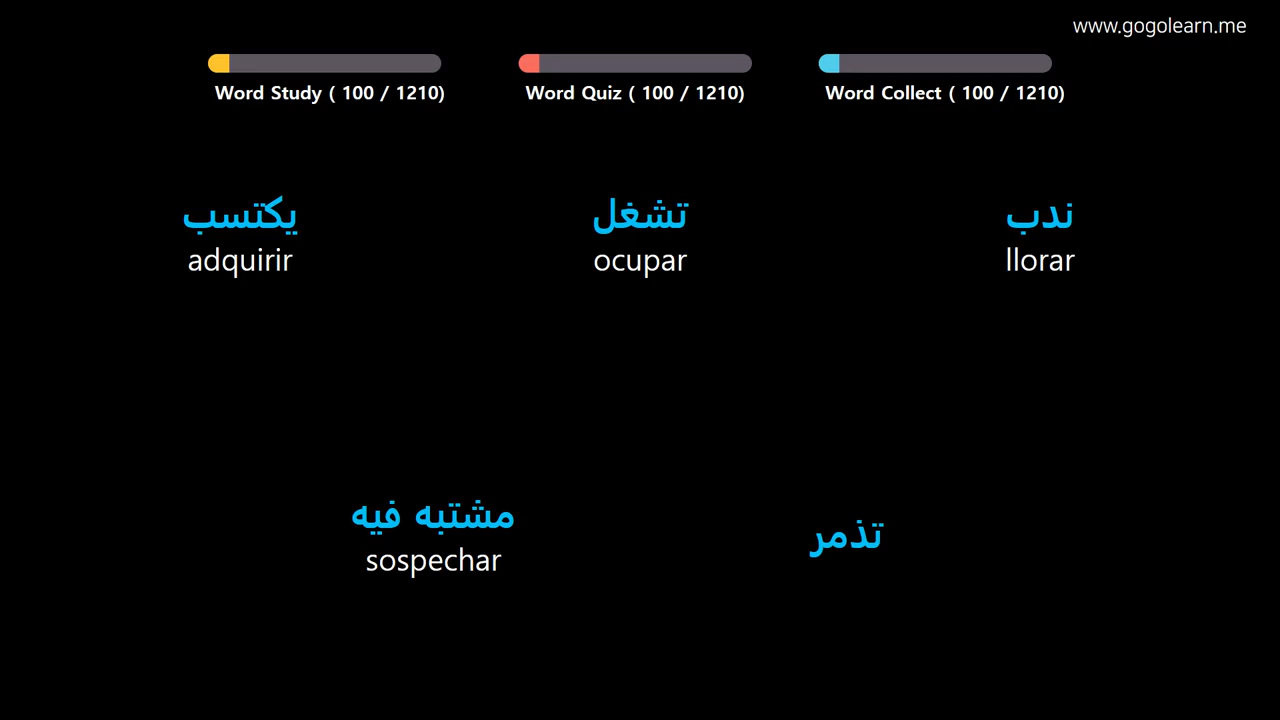 www.gogolearn.me
Word Study ( 100 / 1210)
Word Quiz ( 100 / 1210)
Word Collect ( 100 / 1210)
يكتسب
adquirir
تشغل
ocupar
ندب
llorar
مشتبه فيه
sospechar
تذمر